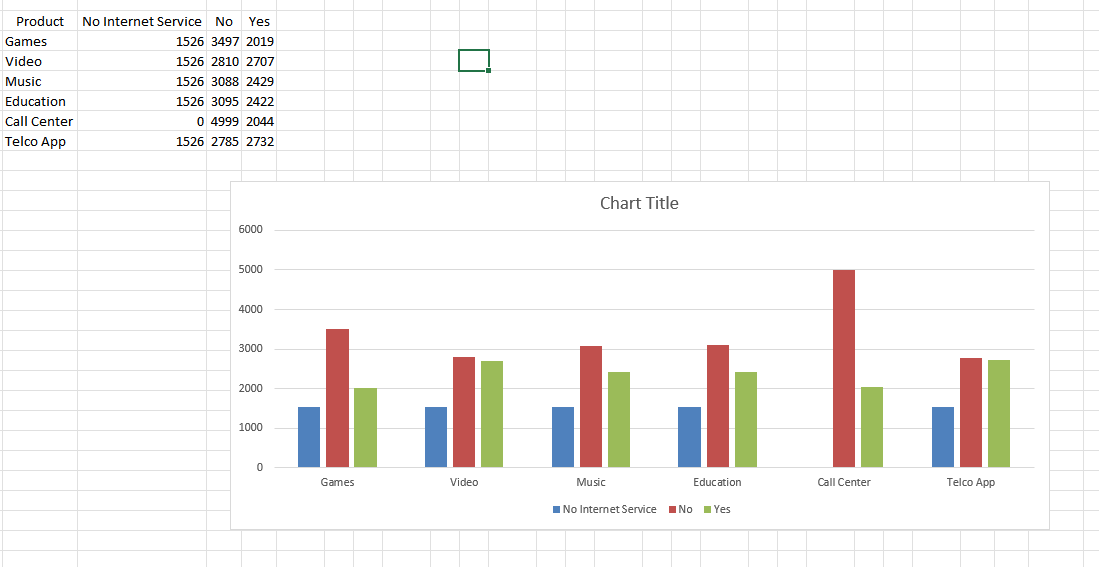 Product No Internet Service No Yes
Games 1526 3497 2019
Video 1526 2810 2707
Music 1526 3088 2429
Education 1526 3095 2422
Call Center 0 4999 2044
Telco App 1526 2785 2732
Chart Title
6000
5000
4000
3000
2000
1000
0
Games Video Music Education Call Center Telco App
No Internet Service No Yes